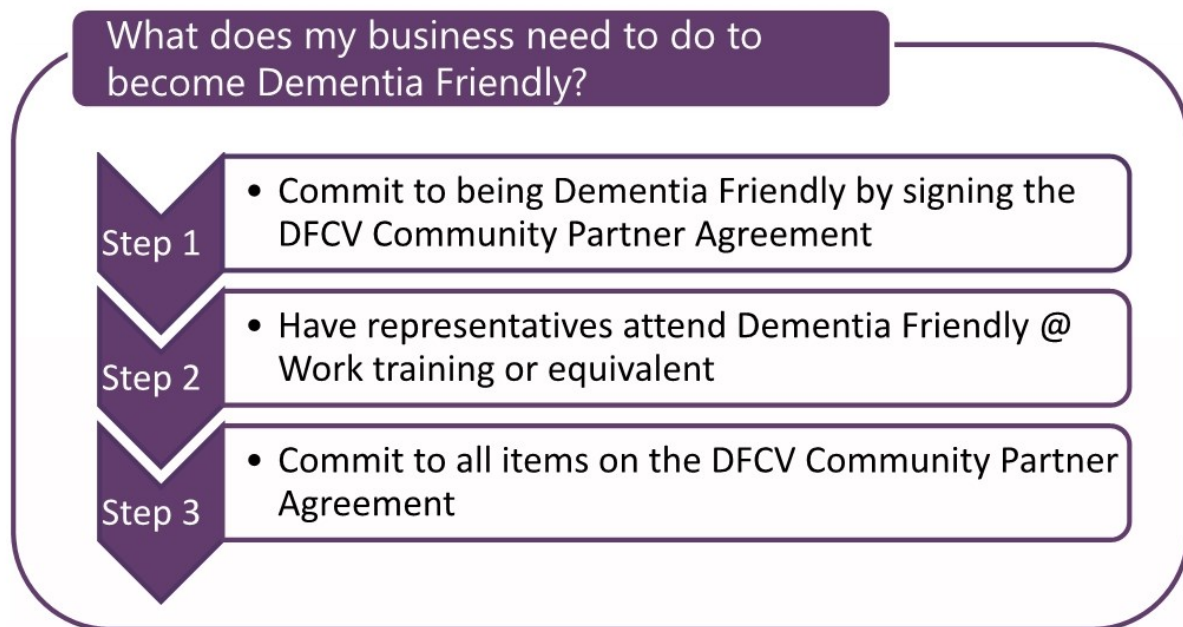 What does my business need to do to
become Dementia Friendly?
Step 1
• Commit to being Dementia Friendly by signing the
DFCV Community Partner Agreement
Step 2
• Have representatives attend Dementia Friendly @
Work training or equivalent
Step 3
• Commit to all items on the DFCV Community Partner
Agreement